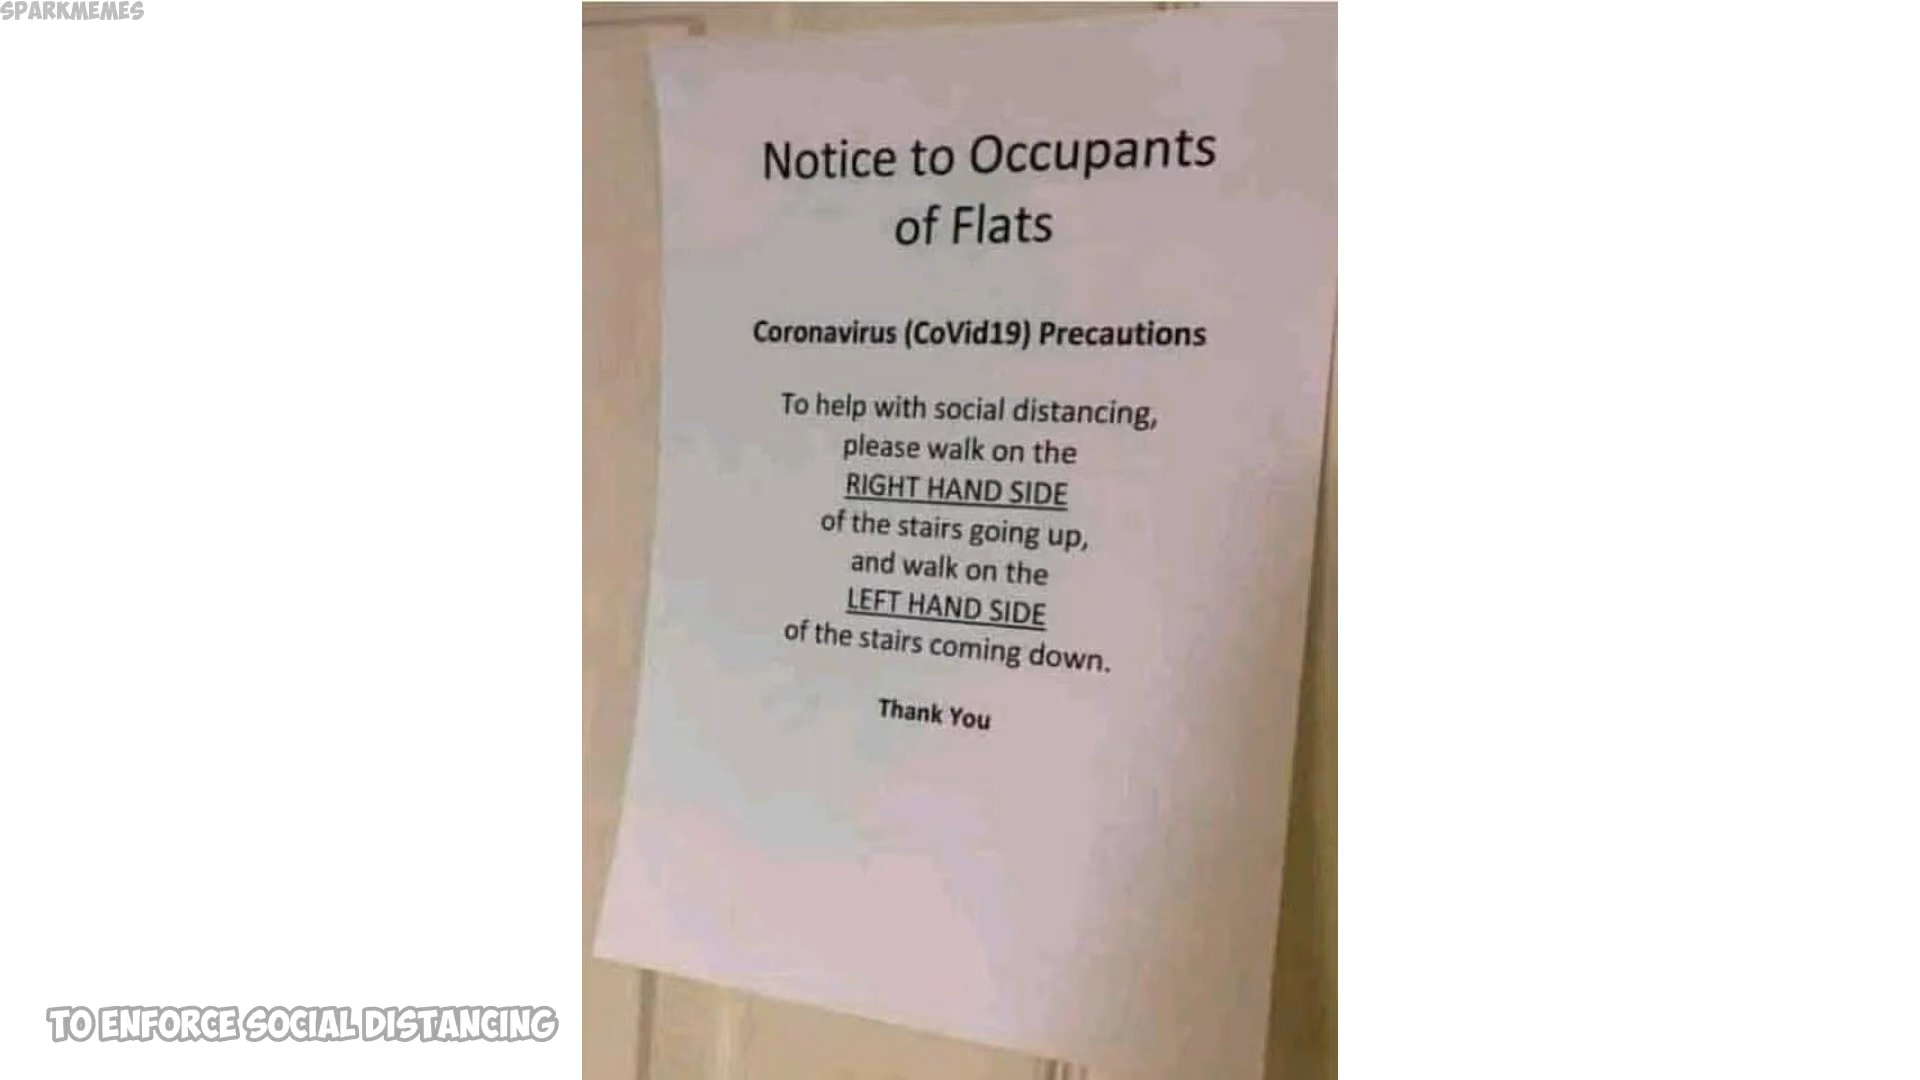 SPARKMEMES
Notice to Occupants
of Flats
Coronavirus (CoVid19) Precautions
To help with social distancing,
please walk on the
RIGHT HAND SIDE
of the stairs going up,
and walk on the
LEFT HAND SIDE
of the stairs coming down.
Thank You
TO ENFORCE SOCIAL DISTANCING